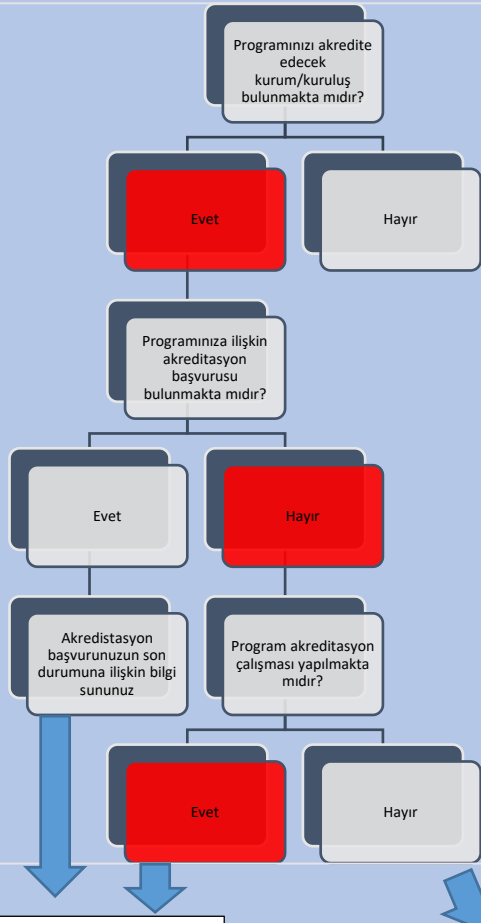 Programınızı akredite
edecek
kurum/kuruluş
bulunmakta mıdır?
Evet
Hayır
Programınıza ilişkin
akreditasyon
başvurusu
bulunmakta mıdır?
Evet
Hayır
Akredistasyon
başvurunuzun son
durumuna ilişkin bilgi
sununuz
Program akreditasyon
çalışması yapılmakta
mıdır?
Evet
Hayır